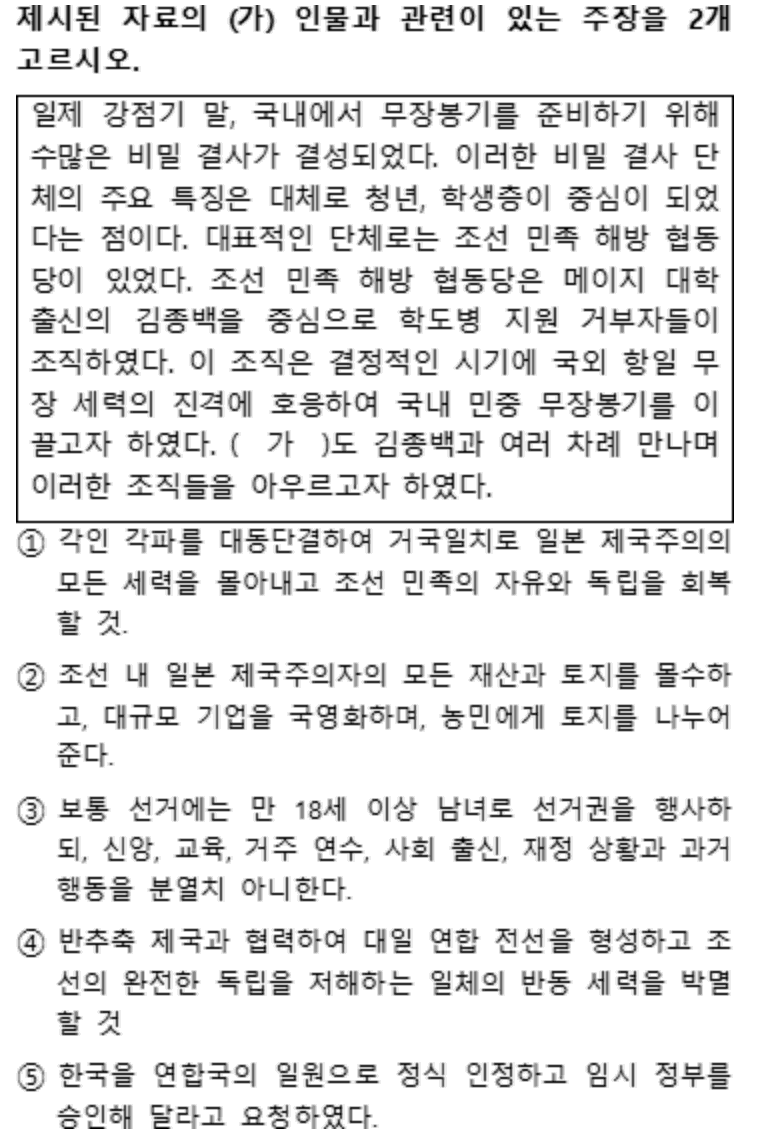 제시된 자료의 (가) 인물과 관련이 있는 주장을 2개
고르시오.
일제 강점기 말, 국내에서 무장봉기를 준비하기 위해
수많은 비밀 결사가 결성되었다. 이러한 비밀 결사 단
체의 주요 특징은 대체로 청년, 학생층이 중심이 되었
다는 점이다. 대표적인 단체로는 조선 민족 해방 협동
당이 있었다. 조선 민족 해방 협동당은 메이지 대학
출신의 김종백을 중심으로 학도병 지원 거부자들이
조직하였다. 이 조직은 결정적인 시기에 국외 항일 무
장 세력의 진격에 호응하여 국내 민중 무장봉기를 이
끌고자 하였다. ( 가 )도 김종백과 여러 차례 만나며
이러한 조직들을 아우르고자 하였다.
① 각인 각파를 대동단결하여 거국일치로 일본 제국주의의
모든 세력을 몰아내고 조선 민족의 자유와 독립을 회복
할 것.
② 조선 내 일본 제국주의자의 모든 재산과 토지를 몰수하
고, 대규모 기업을 국영화하며, 농민에게 토지를 나누어
준다.
③ 보통 선거에는 만 18세 이상 남녀로 선거권을 행사하
되, 신앙, 교육, 거주 연수, 사회 출신, 재정 상황과 과거
행동을 분열치 아니한다.
④ 반추축 제국과 협력하여 대일 연합 전선을 형성하고 조
선의 완전한 독립을 저해하는 일체의 반동 세력을 박멸
할 것
⑤ 한국을 연합국의 일원으로 정식 인정하고 임시 정부를
승인해 달라고 요청하였다.